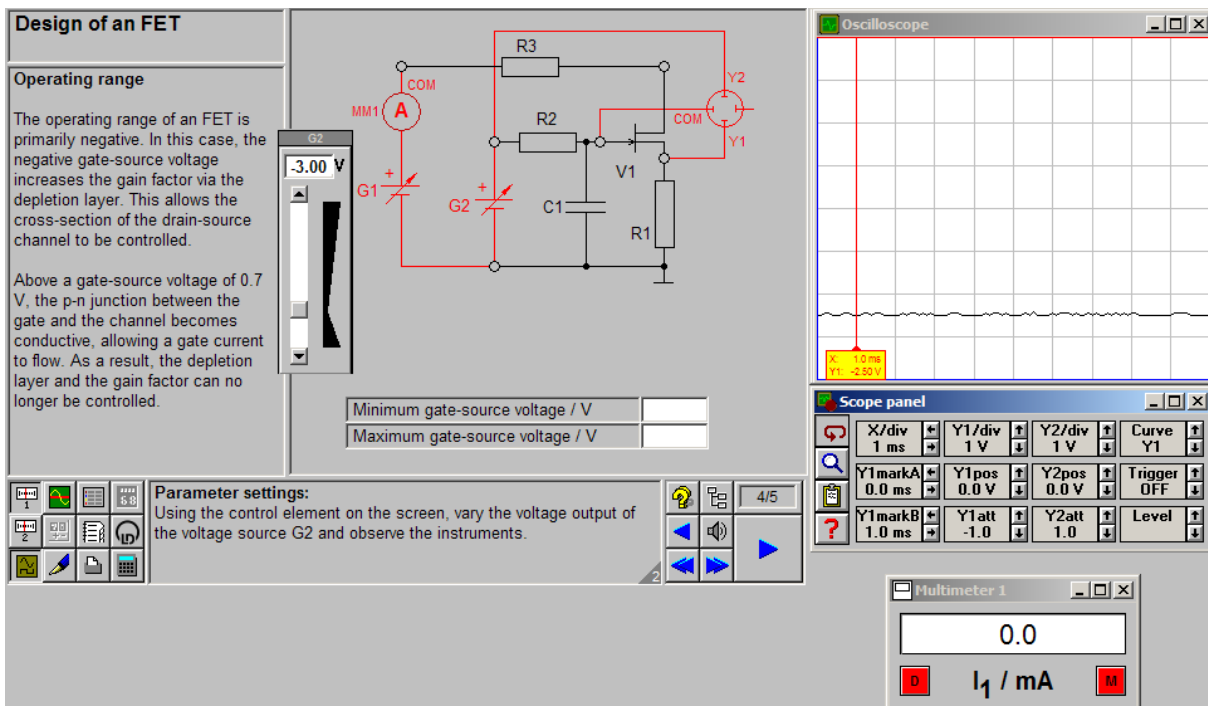 Design of an FET
Operating range
The operating range of an FET is
primarily negative. In this case, the
negative gate-source voltage
increases the gain factor via the
depletion layer. This allows the
cross-section of the drain-source
channel to be controlled.
Above a gate-source voltage of 0.7
V, the p-n junction between the
gate and the channel becomes
conductive, allowing a gate current
to flow. As a result, the depletion
layer and the gain factor can no
longer be controlled.
G2
-3.00 V
R3
COM
MM1 A
Y2
R2
COM
Y1
V1
G1 +
G2 +
C1
R1
Minimum gate-source voltage / V
Maximum gate-source voltage / V
Parameter settings:
Using the control element on the screen, vary the voltage output of
the voltage source G2 and observe the instruments.
2
4/5
1
2
Oscilloscope
X: 1.0 ms
Y1: -2.50 V
Scope panel
X/div Y1/div Y2/div Curve
1 ms 1 V 1 V Y1
Y1markA Y1pos Y2pos Trigger
0.0 ms 0.0 V 0.0 V OFF
Y1markB Y1att Y2att Level
1.0 ms -1.0 1.0
?
Multimeter 1
0.0
D I1 / mA M